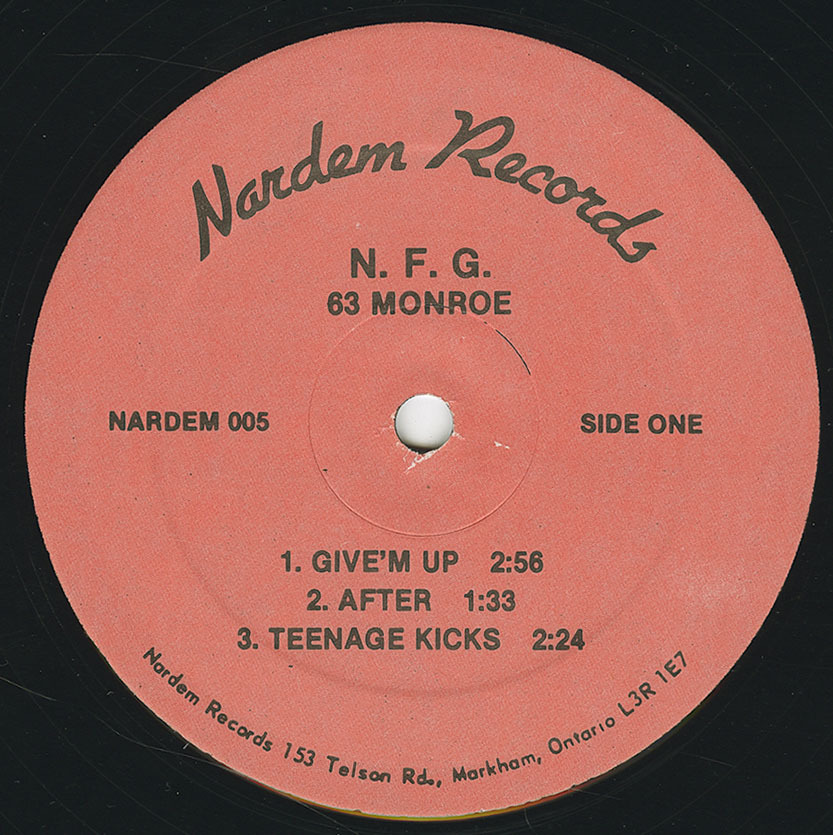 Nardem Records
N. F. G.
63 MONROE
NARDEM 005
SIDE ONE
1. GIVE'M UP 2:56
2. AFTER 1:33
3. TEENAGE KICKS 2:24
Nardem Records 153 Telson Rd., Markham, Ontario L3R 1E7